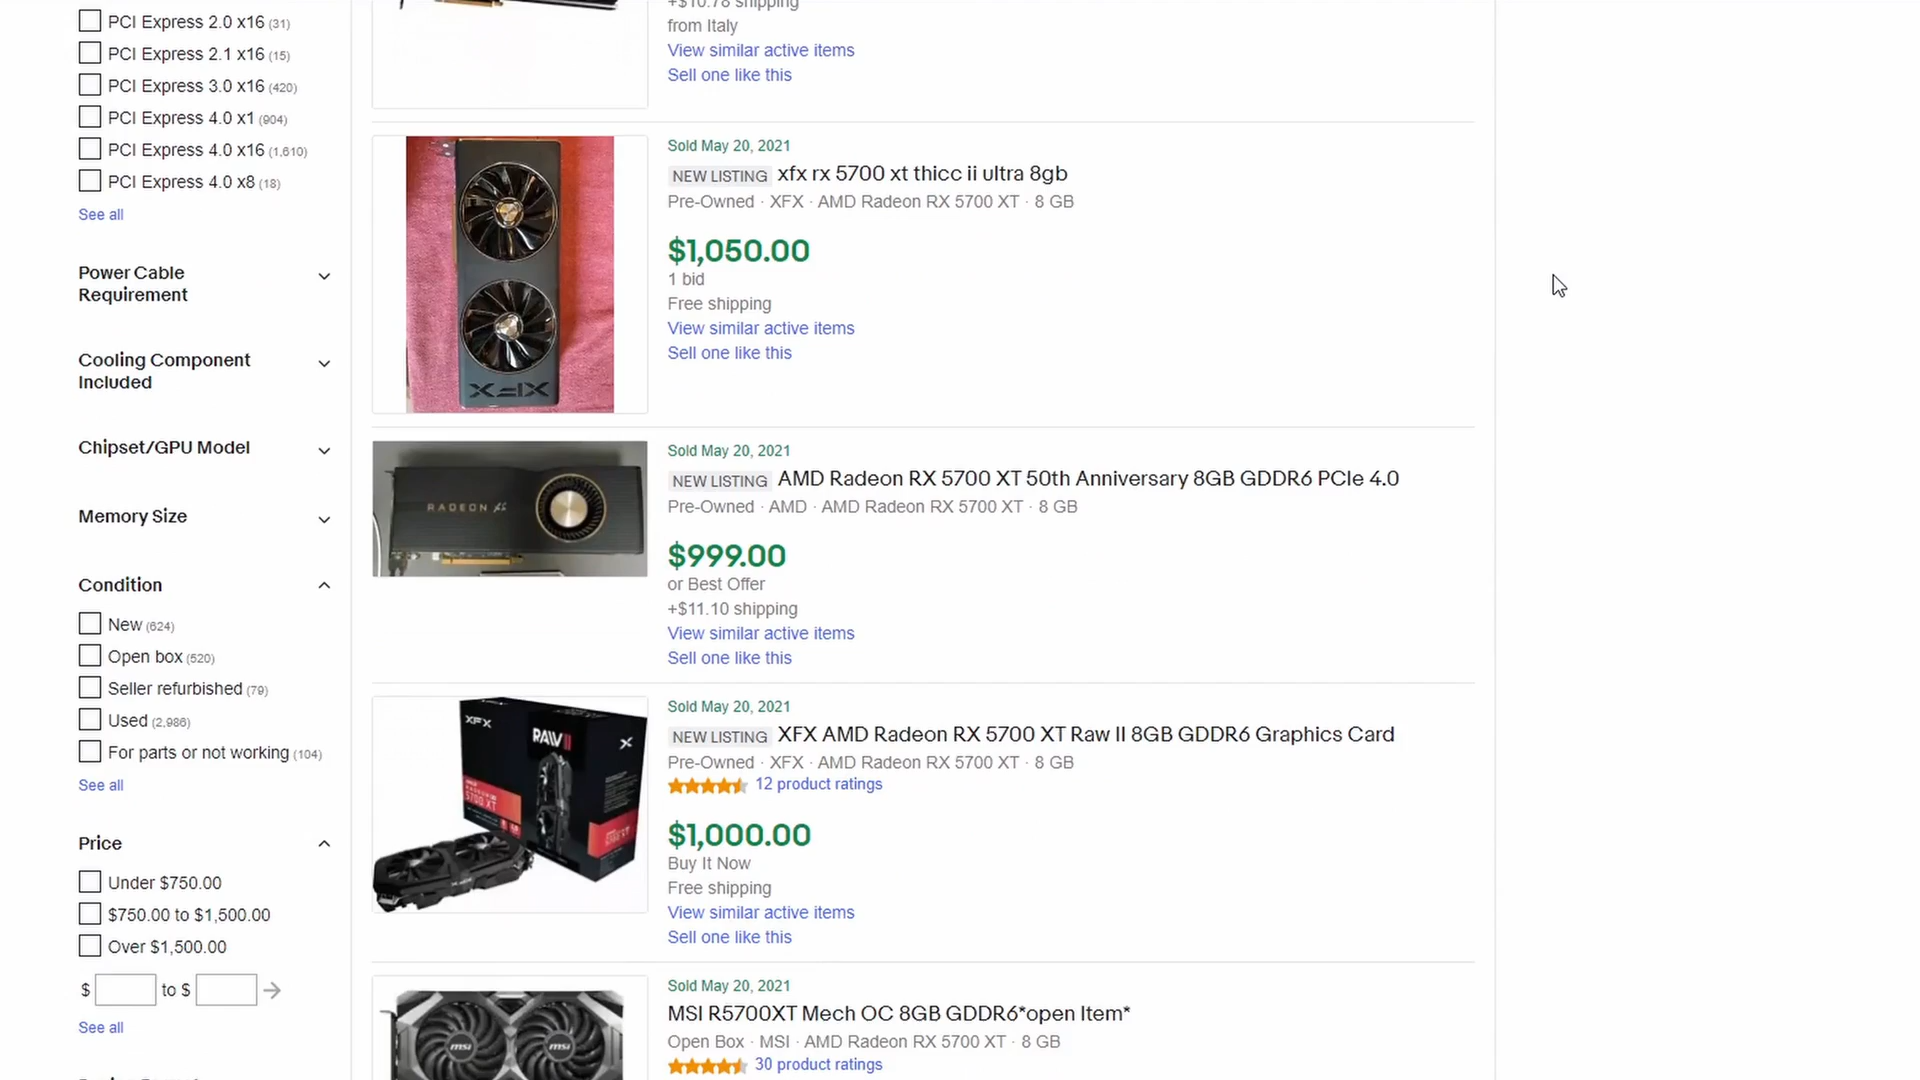 PCI Express 2.0 x16 (31)
PCI Express 2.1 x16 (15)
PCI Express 3.0 x16 (420)
PCI Express 4.0 x1 (904)
PCI Express 4.0 x16 (1,610)
PCI Express 4.0 x8 (18)
See all
Power Cable
Requirement
Cooling Component
Included
Chipset/GPU Model
Memory Size
Condition
New (624)
Open box (520)
Seller refurbished (79)
Used (2,986)
For parts or not working (104)
See all
Price
Under $750.00
$750.00 to $1,500.00
Over $1,500.00
$ to $
See all
+$10.78 shipping
from Italy
View similar active items
Sell one like this
Sold May 20, 2021
NEW LISTING xfx rx 5700 xt thicc ii ultra 8gb
Pre-Owned · XFX · AMD Radeon RX 5700 XT · 8 GB
$1,050.00
1 bid
Free shipping
View similar active items
Sell one like this
XFX
Sold May 20, 2021
NEW LISTING AMD Radeon RX 5700 XT 50th Anniversary 8GB GDDR6 PCIe 4.0
Pre-Owned · AMD · AMD Radeon RX 5700 XT · 8 GB
$999.00
or Best Offer
+$11.10 shipping
View similar active items
Sell one like this
RADEON
Sold May 20, 2021
NEW LISTING XFX AMD Radeon RX 5700 XT Raw II 8GB GDDR6 Graphics Card
Pre-Owned · XFX · AMD Radeon RX 5700 XT · 8 GB
12 product ratings
$1,000.00
Buy It Now
Free shipping
View similar active items
Sell one like this
XFX
RAW II
5700 XT
Sold May 20, 2021
MSI R5700XT Mech OC 8GB GDDR6*open Item*
Open Box · MSI · AMD Radeon RX 5700 XT · 8 GB
30 product ratings
msi
msi